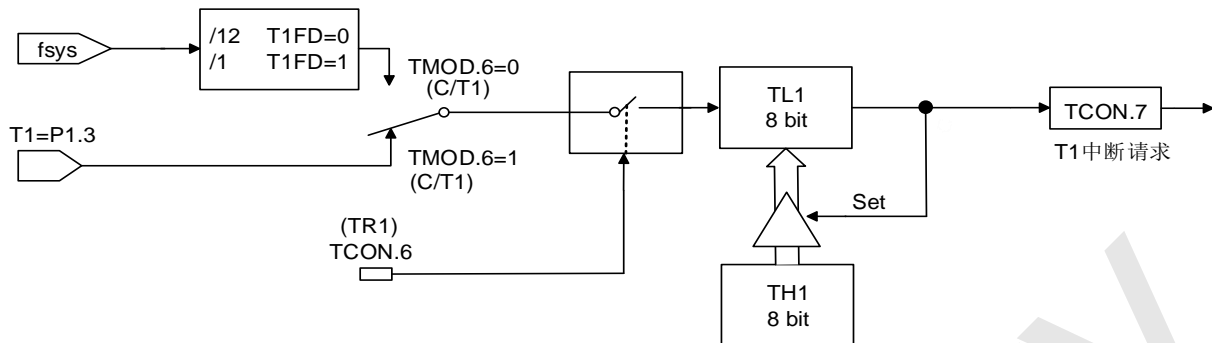 fsys
/12 T1FD=0
/1 T1FD=1
TMOD.6=0
(C/T1)
T1=P1.3
TMOD.6=1
(C/T1)
(TR1)
TCON.6
TL1
8 bit
TCON.7
T1中断请求
Set
TH1
8 bit